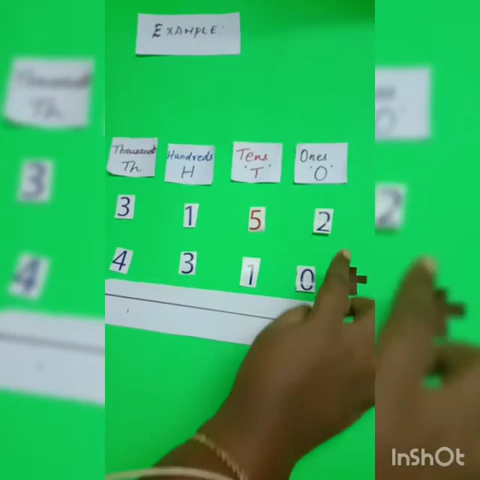 EXAMPLE:
Thousand Hundreds Tens Ones
Th H "T" "O"
3 1 5 2
4 3 1 0 +
InShOt